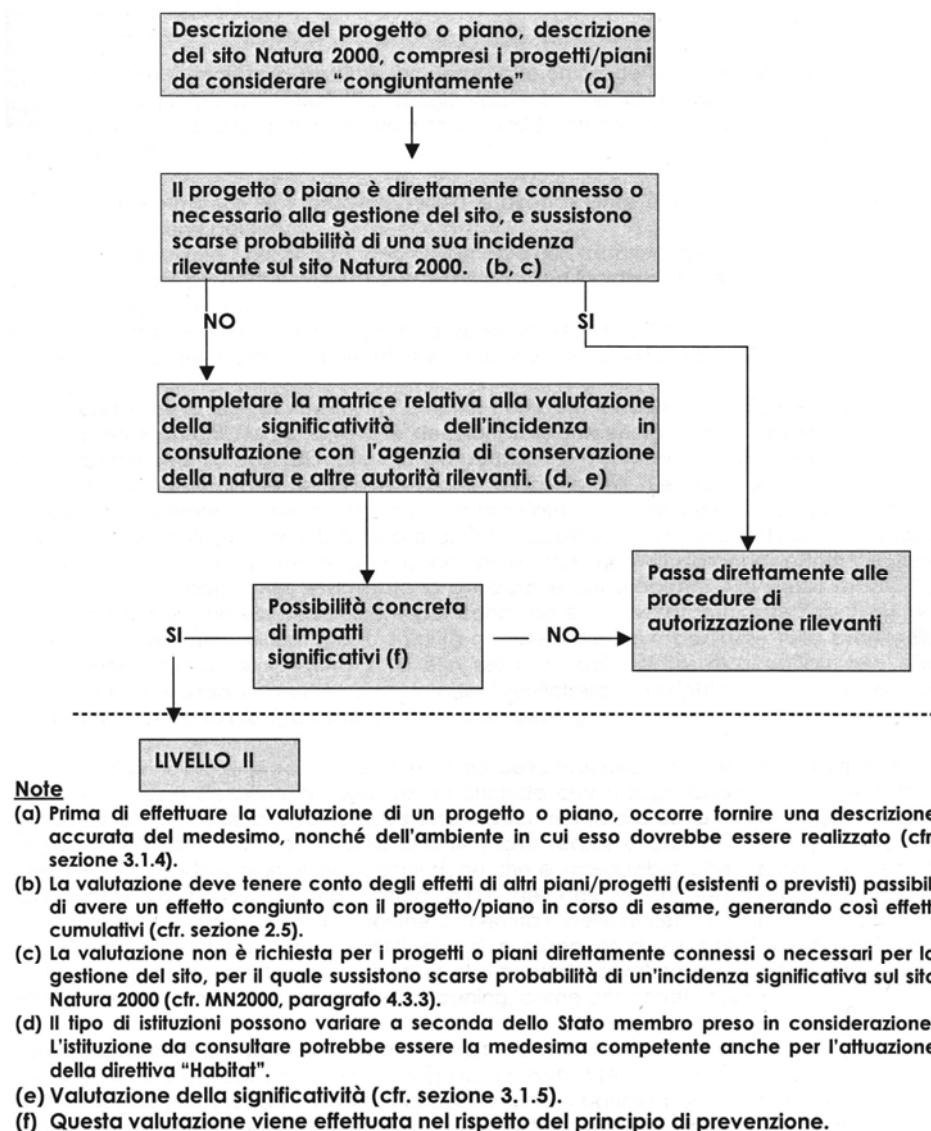 Descrizione del progetto o piano, descrizione
del sito Natura 2000, compresi i progetti/piani
da considerare “congiuntamente” (a)
Il progetto o piano è direttamente connesso o
necessario alla gestione del sito, e sussistono
scarse probabilità di una sua incidenza
rilevante sul sito Natura 2000. (b, c)
NO
SI
Completare la matrice relativa alla valutazione
della significatività dell'incidenza in
consultazione con l'agenzia di conservazione
della natura e altre autorità rilevanti. (d, e)
Passa direttamente alle
procedure di
autorizzazione rilevanti
Possibilità concreta
di impatti
significativi (f)
SI
NO
LIVELLO II
Note
(a) Prima di effettuare la valutazione di un progetto o piano, occorre fornire una descrizione
accurata del medesimo, nonché dell'ambiente in cui esso dovrebbe essere realizzato (cfr
sezione 3.1.4).
(b) La valutazione deve tenere conto degli effetti di altri piani/progetti (esistenti o previsti) passibil
di avere un effetto congiunto con il progetto/piano in corso di esame, generando così effett
cumulativi (cfr. sezione 2.5).
(c) La valutazione non è richiesta per i progetti o piani direttamente connessi o necessari per la
gestione del sito, per il quale sussistono scarse probabilità di un'incidenza significativa sul sito
Natura 2000 (cfr. MN2000, paragrafo 4.3.3).
(d) Il tipo di istituzioni possono variare a seconda dello Stato membro preso in considerazione
L'istituzione da consultare potrebbe essere la medesima competente anche per l'attuazione
della direttiva “Habitat”.
(e) Valutazione della significatività (cfr. sezione 3.1.5).
(f) Questa valutazione viene effettuata nel rispetto del principio di prevenzione.